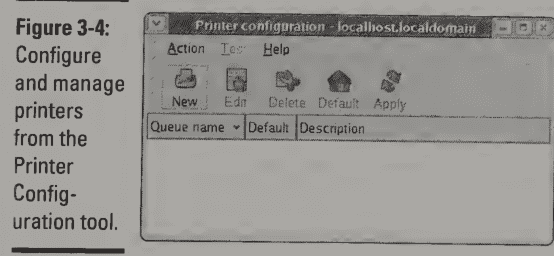 Figure 3-4:
Configure
and manage
printers
from the
Printer
Config-
uration tool.
Printer configuration - localhost.localdomain
Action Test Help
New Edit Delete Default Apply
Queue name Default Description